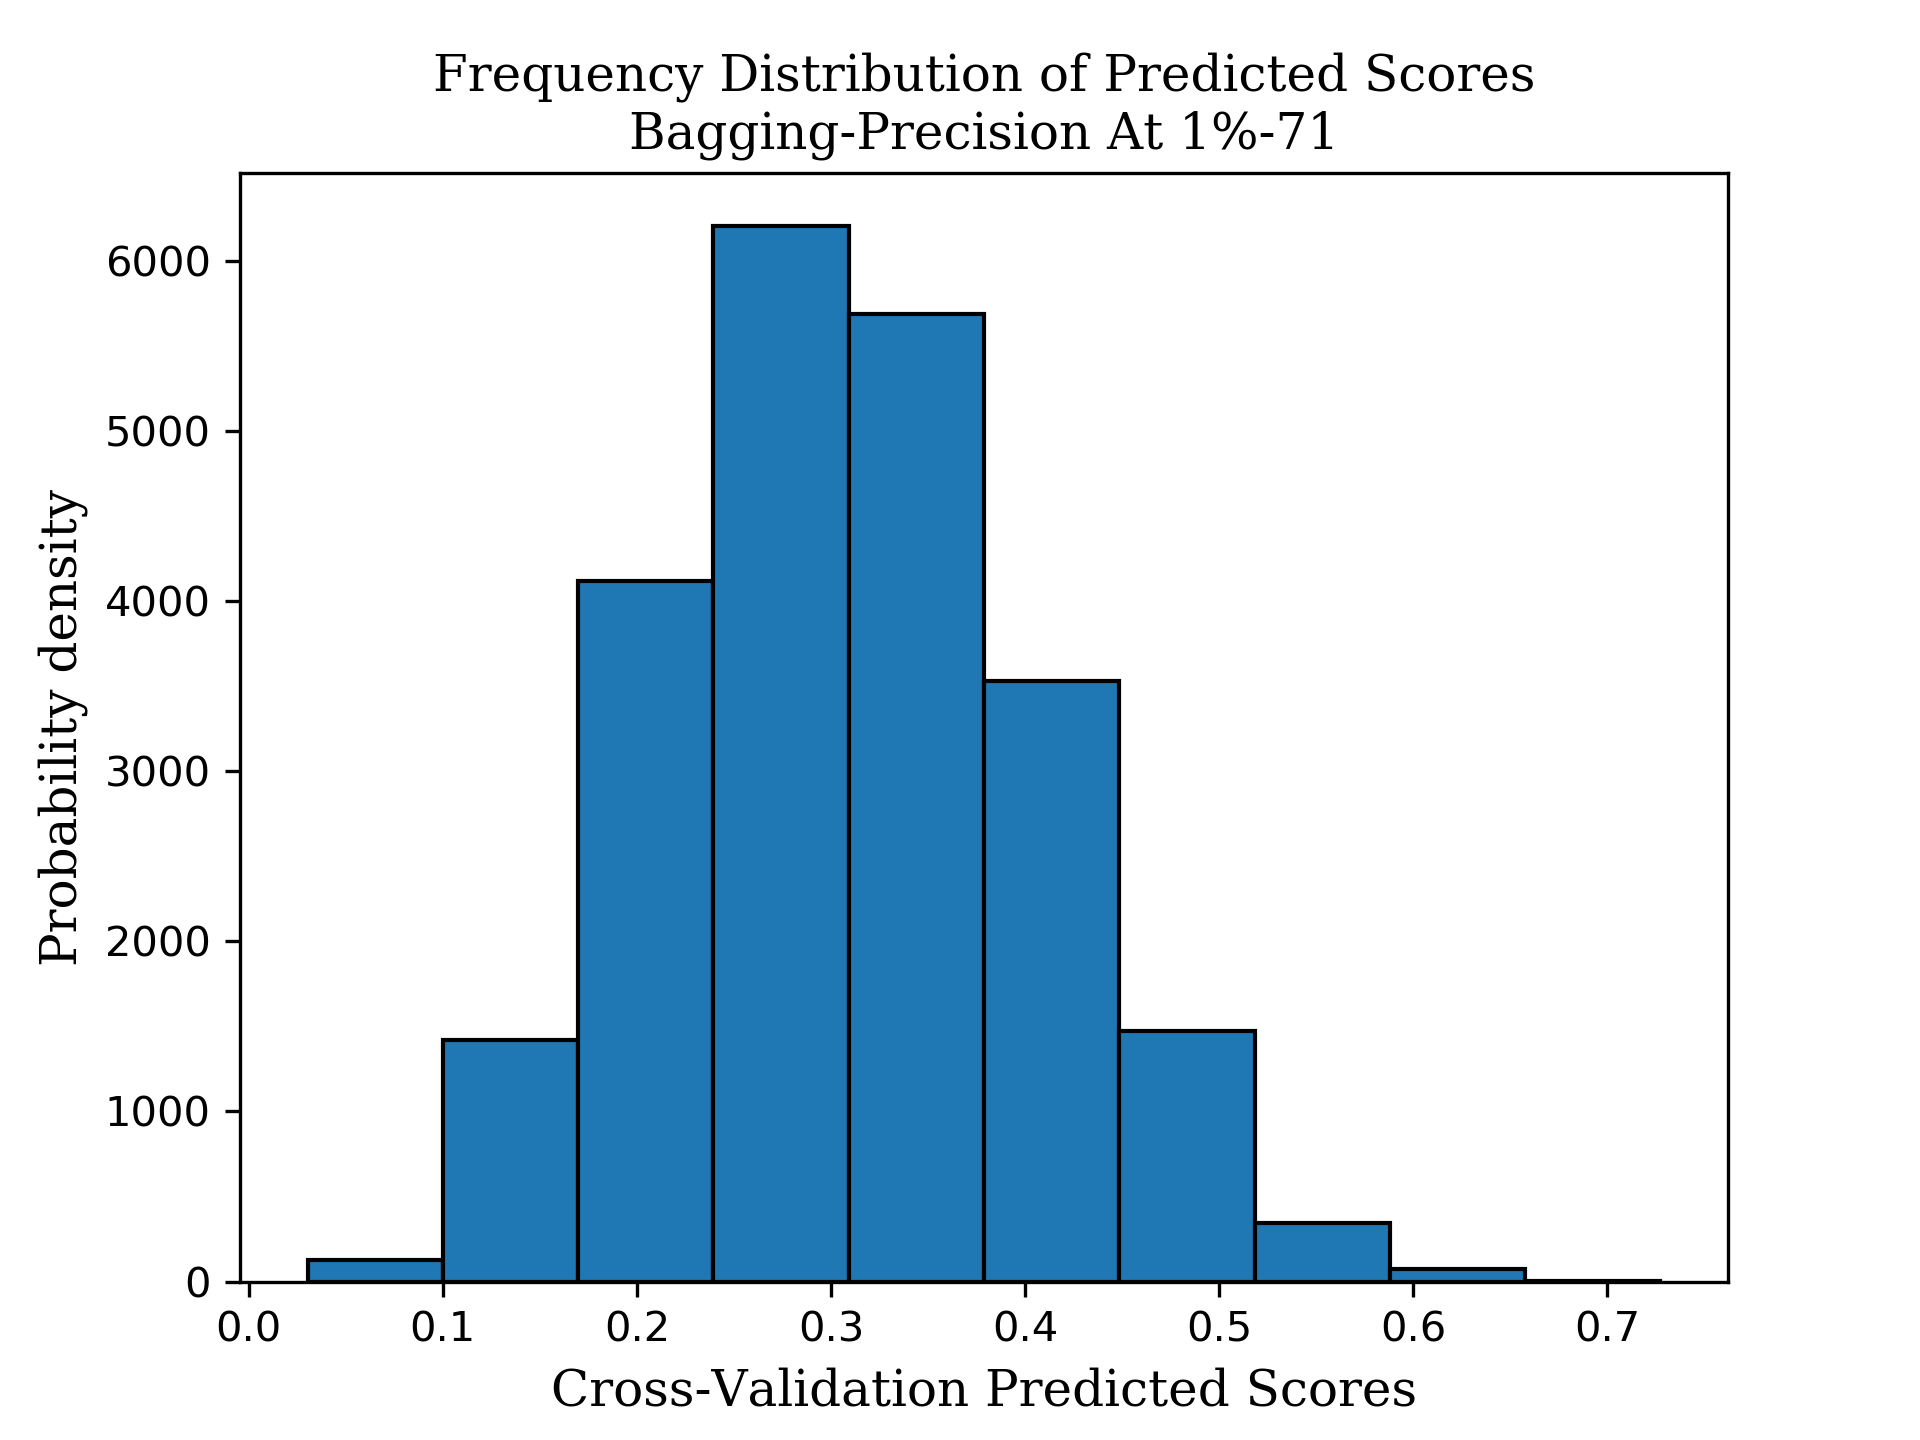 Frequency Distribution of Predicted Scores
Bagging-Precision At 1%-71
6000
5000
4000
3000
2000
1000
0
Probability density
0.0 0.1 0.2 0.3 0.4 0.5 0.6 0.7
Cross-Validation Predicted Scores